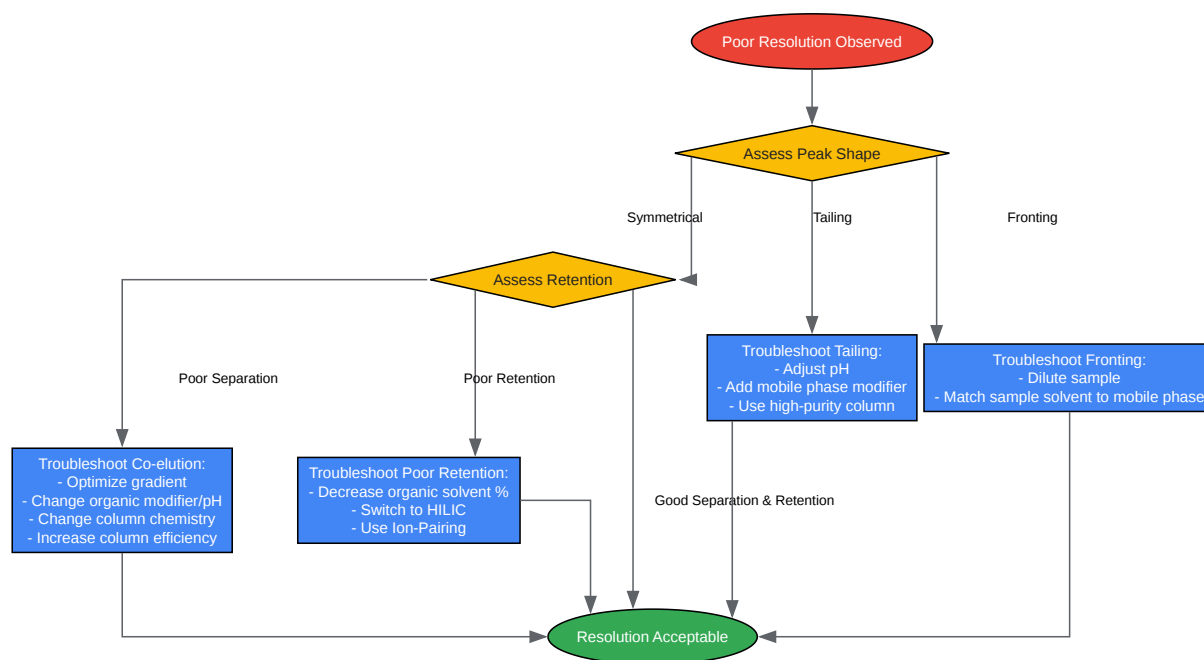 Poor Resolution Observed
Assess Peak Shape
Symmetrical
Tailing
Fronting
Assess Retention
Troubleshoot Tailing:
- Adjust pH
- Add mobile phase modifier
- Use high-purity column
Troubleshoot Fronting:
- Dilute sample
- Match sample solvent to mobile phase
Poor Separation
Poor Retention
Troubleshoot Co-elution:
- Optimize gradient
- Change organic modifier/pH
- Change column chemistry
- Increase column efficiency
Troubleshoot Poor Retention:
- Decrease organic solvent %
- Switch to HILIC
- Use Ion-Pairing
Good Separation & Retention
Resolution Acceptable